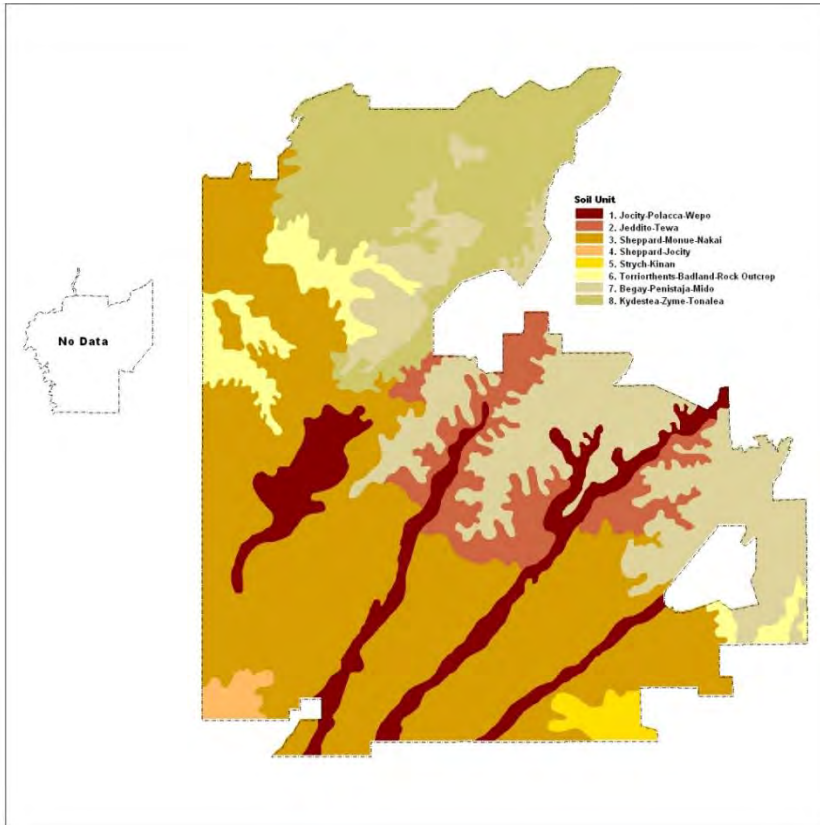 Soil Unit
1. Jocity-Polacca-Wepo
2. Jeddito-Tewa
3. Sheppard-Monue-Nakai
4. Sheppard-Jocity
5. Strych-Kinan
6. Torriorthents-Badland-Rock Outcrop
7. Begay-Penistaja-Mido
8. Kydestea-Zyme-Tonalea
No Data